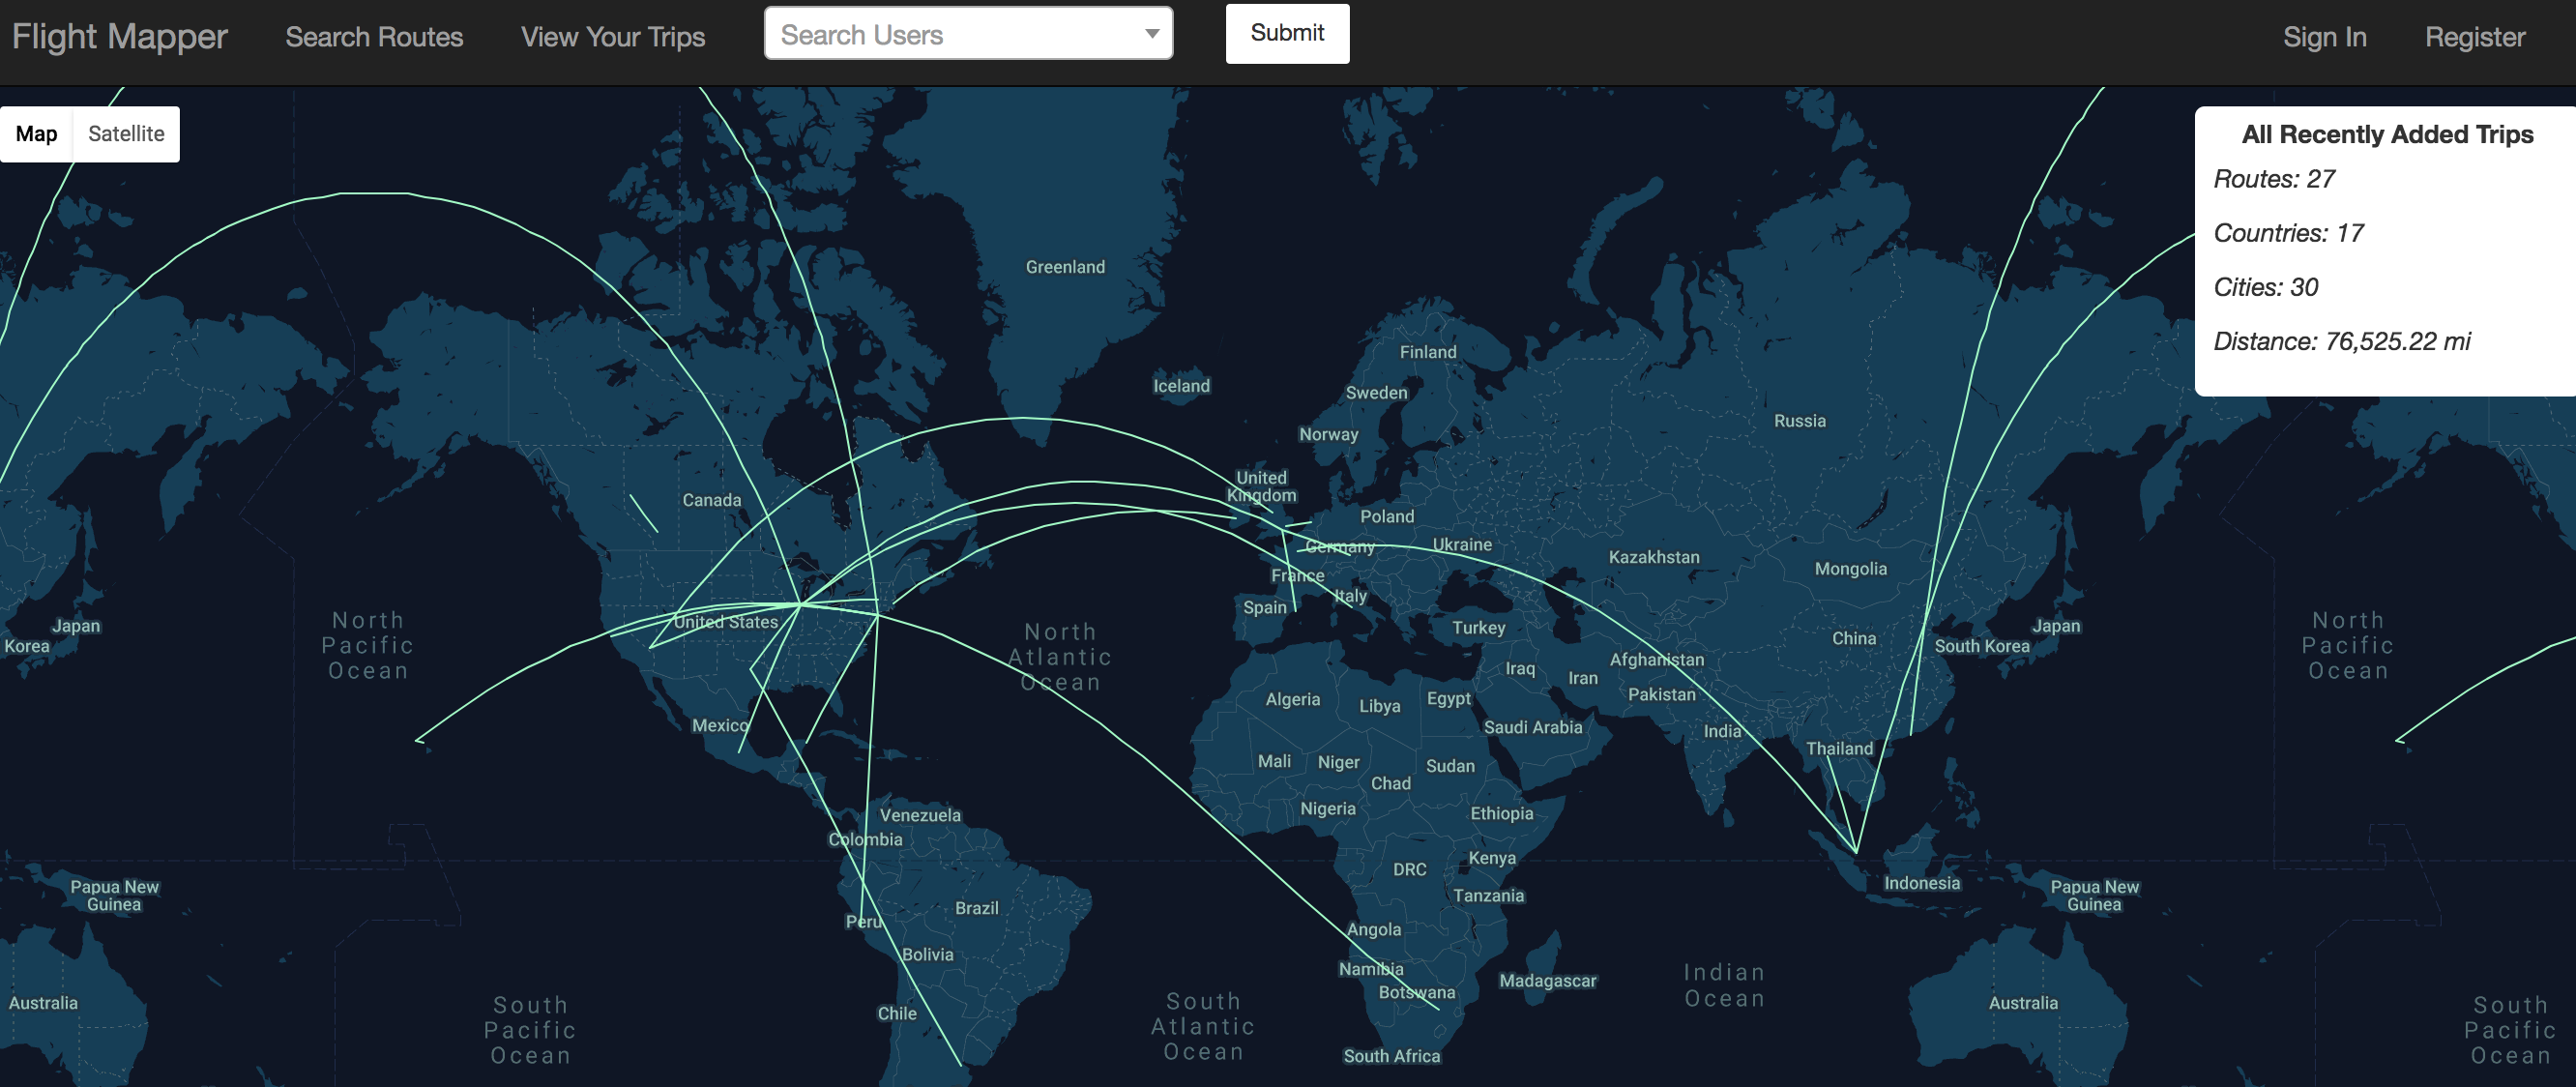 Flight Mapper
Search Routes
View Your Trips
Search Users
Submit
Sign In
Register
Map
Satellite
All Recently Added Trips
Routes: 27
Countries: 17
Cities: 30
Distance: 76,525.22 mi
Greenland
Finland
Iceland
Sweden
Russia
Norway
United
Kingdom
Canada
Poland
Ukraine
Germany
Kazakhstan
Mongolia
France
Italy
Spain
United States
Turkey
North
Pacific
Ocean
Japan
Korea
North
Atlantic
Ocean
China
South Korea
Japan
North
Pacific
Ocean
Afghanistan
Iraq
Iran
Pakistan
Algeria
Libya
Egypt
Saudi Arabia
India
Mexico
Thailand
Mali
Niger
Chad
Sudan
Nigeria
Ethiopia
Venezuela
Colombia
DRC
Kenya
Tanzania
Indonesia
Papua New
Guinea
Papua New
Guinea
Brazil
Peru
Angola
Bolivia
Namibia
Botswana
Madagascar
Indian
Ocean
Australia
South
Pacific
Ocean
Chile
South
Atlantic
Ocean
South Africa
Australia
South
Pacific
Ocean